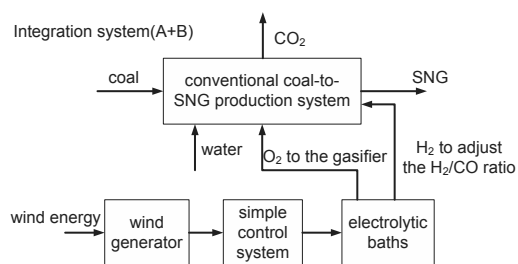 Integration system(A+B)
CO₂
coal
conventional coal-to-
SNG production system
SNG
water
O₂ to the gasifier
H₂ to adjust
the H₂/CO ratio
wind energy
wind
generator
simple
control
system
electrolytic
baths